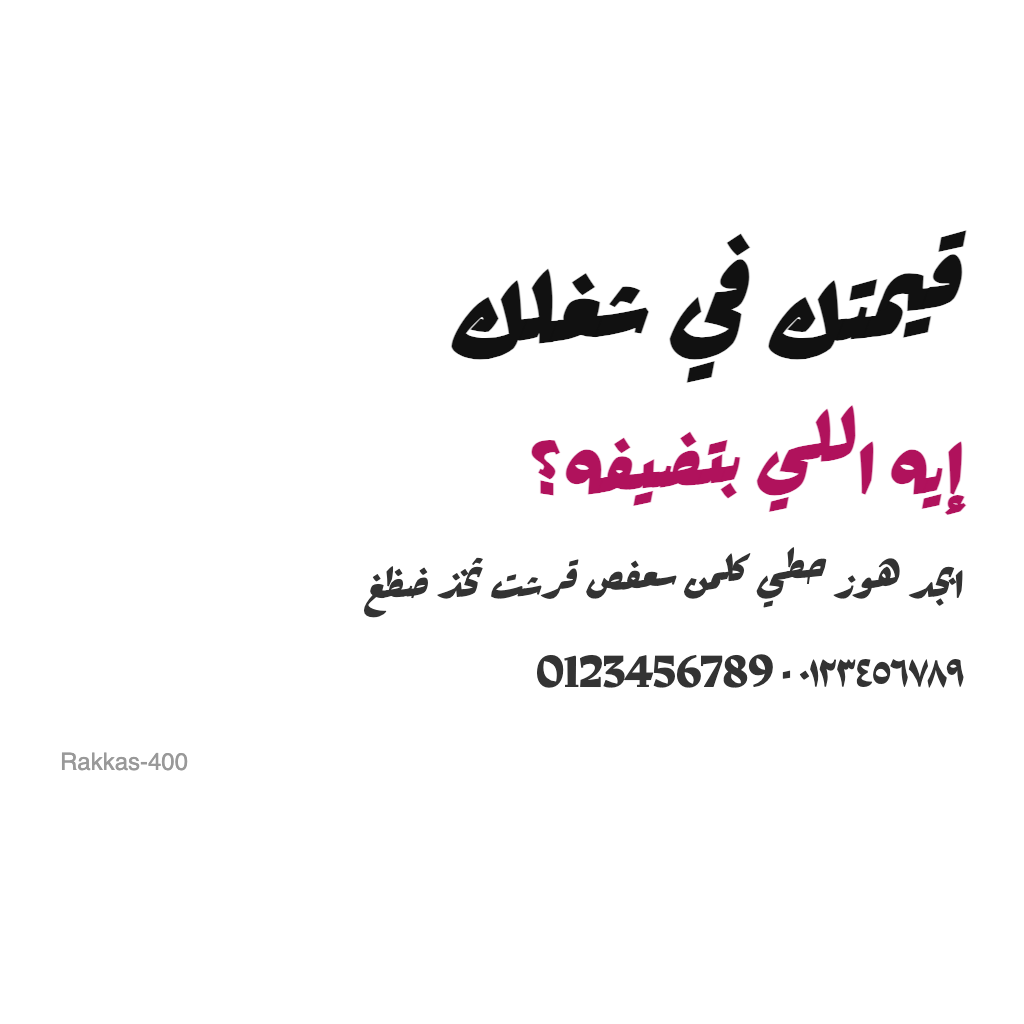 قيمتك في شغلك
إيه اللي بتضيفه؟
ابجد هوز حطي كلمن سعفص قرشت ثخذ ضظغ
٠١٢٣٤٥٦٧٨٩ · 0123456789
Rakkas-400